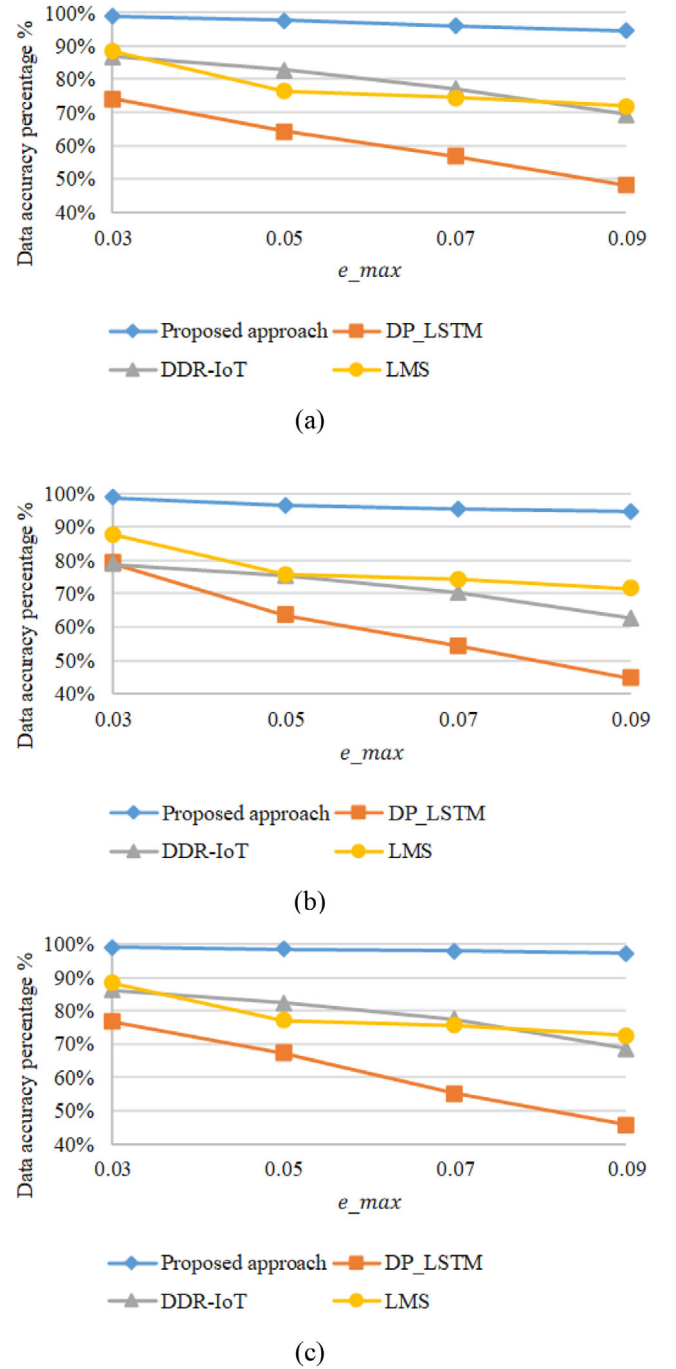 Data accuracy percentage %
100%
90%
80%
70%
60%
50%
40%
0.03 0.05 0.07 0.09
e_max
Proposed approach DP_LSTM
DDR-IoT LMS
(a)
Data accuracy percentage %
100%
90%
80%
70%
60%
50%
40%
0.03 0.05 0.07 0.09
e_max
Proposed approach DP_LSTM
DDR-IoT LMS
(b)
Data accuracy percentage %
100%
90%
80%
70%
60%
50%
40%
0.03 0.05 0.07 0.09
e_max
Proposed approach DP_LSTM
DDR-IoT LMS
(c)